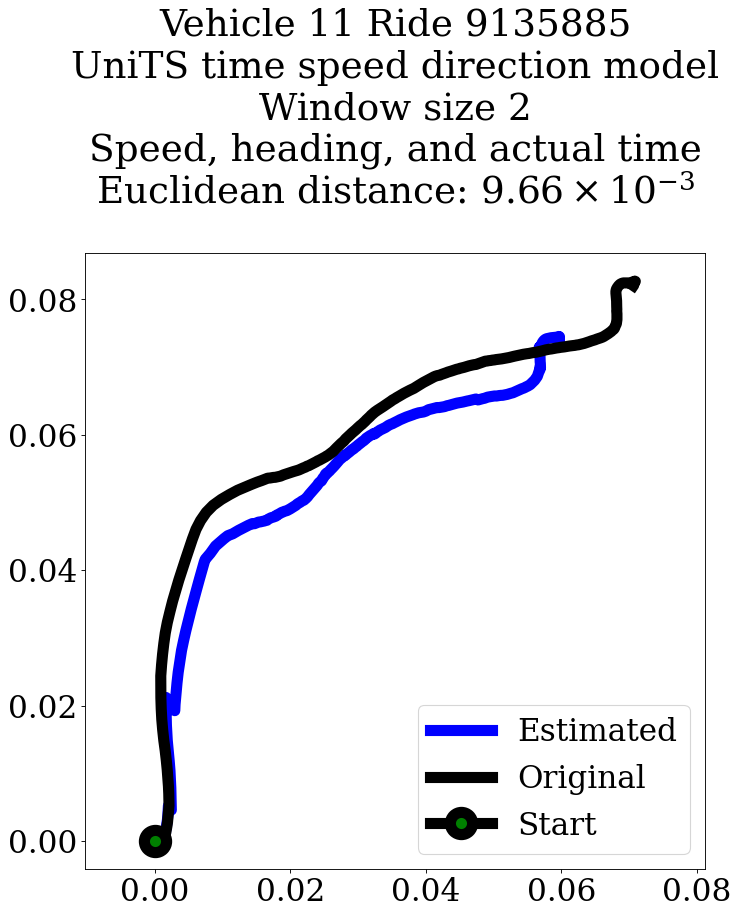 Vehicle 11 Ride 9135885
UniTS time speed direction model
Window size 2
Speed, heading, and actual time
Euclidean distance: 9.66 × 10⁻³
0.08
0.06
0.04
0.02
0.00
Estimated
Original
Start
0.00 0.02 0.04 0.06 0.08